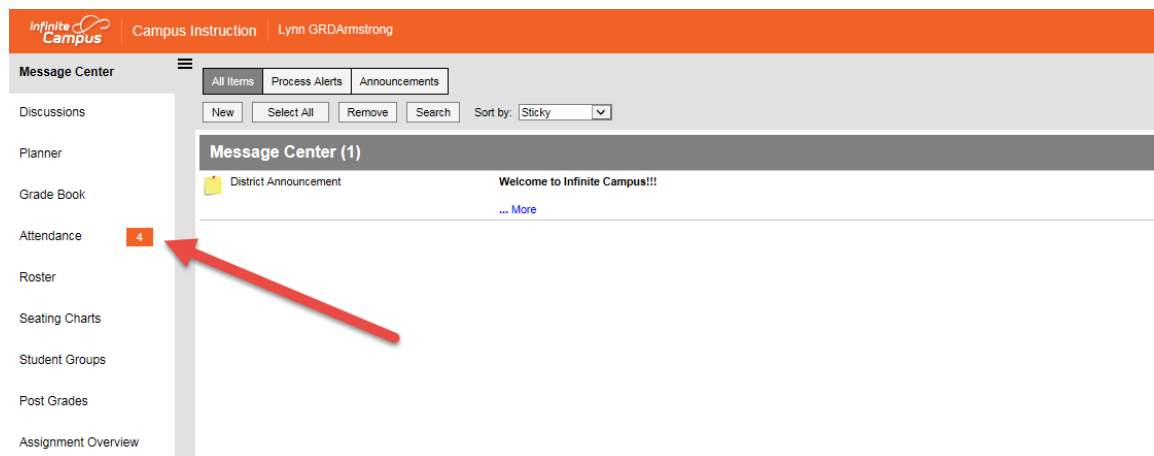 Infinite Campus Campus Instruction Lynn GRDArmstrong
Message Center
Discussions
Planner
Grade Book
Attendance 4
Roster
Seating Charts
Student Groups
Post Grades
Assignment Overview
All Items Process Alerts Announcements
New Select All Remove Search Sort by: Sticky
Message Center (1)
District Announcement Welcome to Infinite Campus!!!
... More